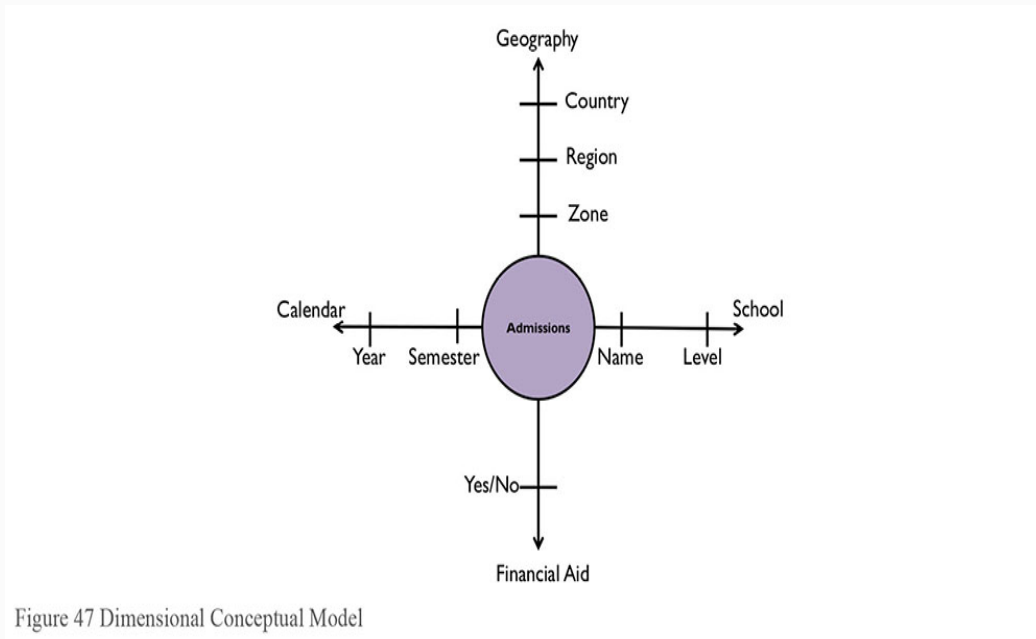 Geography
Country
Region
Zone
Calendar
School
Admissions
Year
Semester
Name
Level
Yes/No
Financial Aid
Figure 47 Dimensional Conceptual Model